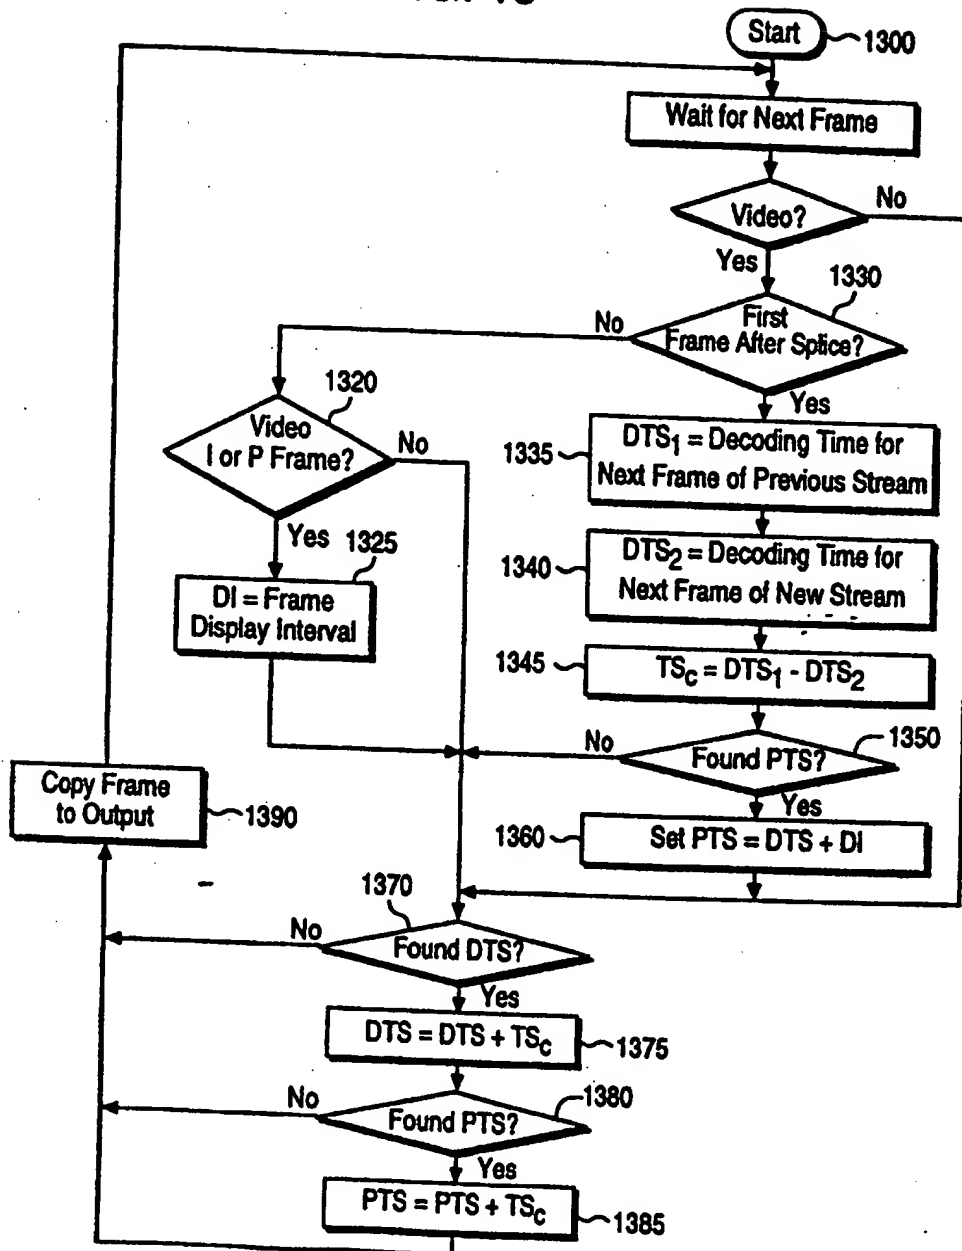 Start
1300
Wait for Next Frame
Video?
No
Yes
1330
First
Frame After Splice?
No
Yes
1320
Video
I or P Frame?
No
Yes
1325
DI = Frame
Display Interval
1335
DTS1 = Decoding Time for
Next Frame of Previous Stream
1340
DTS2 = Decoding Time for
Next Frame of New Stream
1345
TSc = DTS1 - DTS2
1350
Found PTS?
No
Yes
1360
Set PTS = DTS + DI
Copy Frame
to Output
1390
1370
Found DTS?
No
Yes
DTS = DTS + TSc
1375
1380
Found PTS?
No
Yes
PTS = PTS + TSc
1385